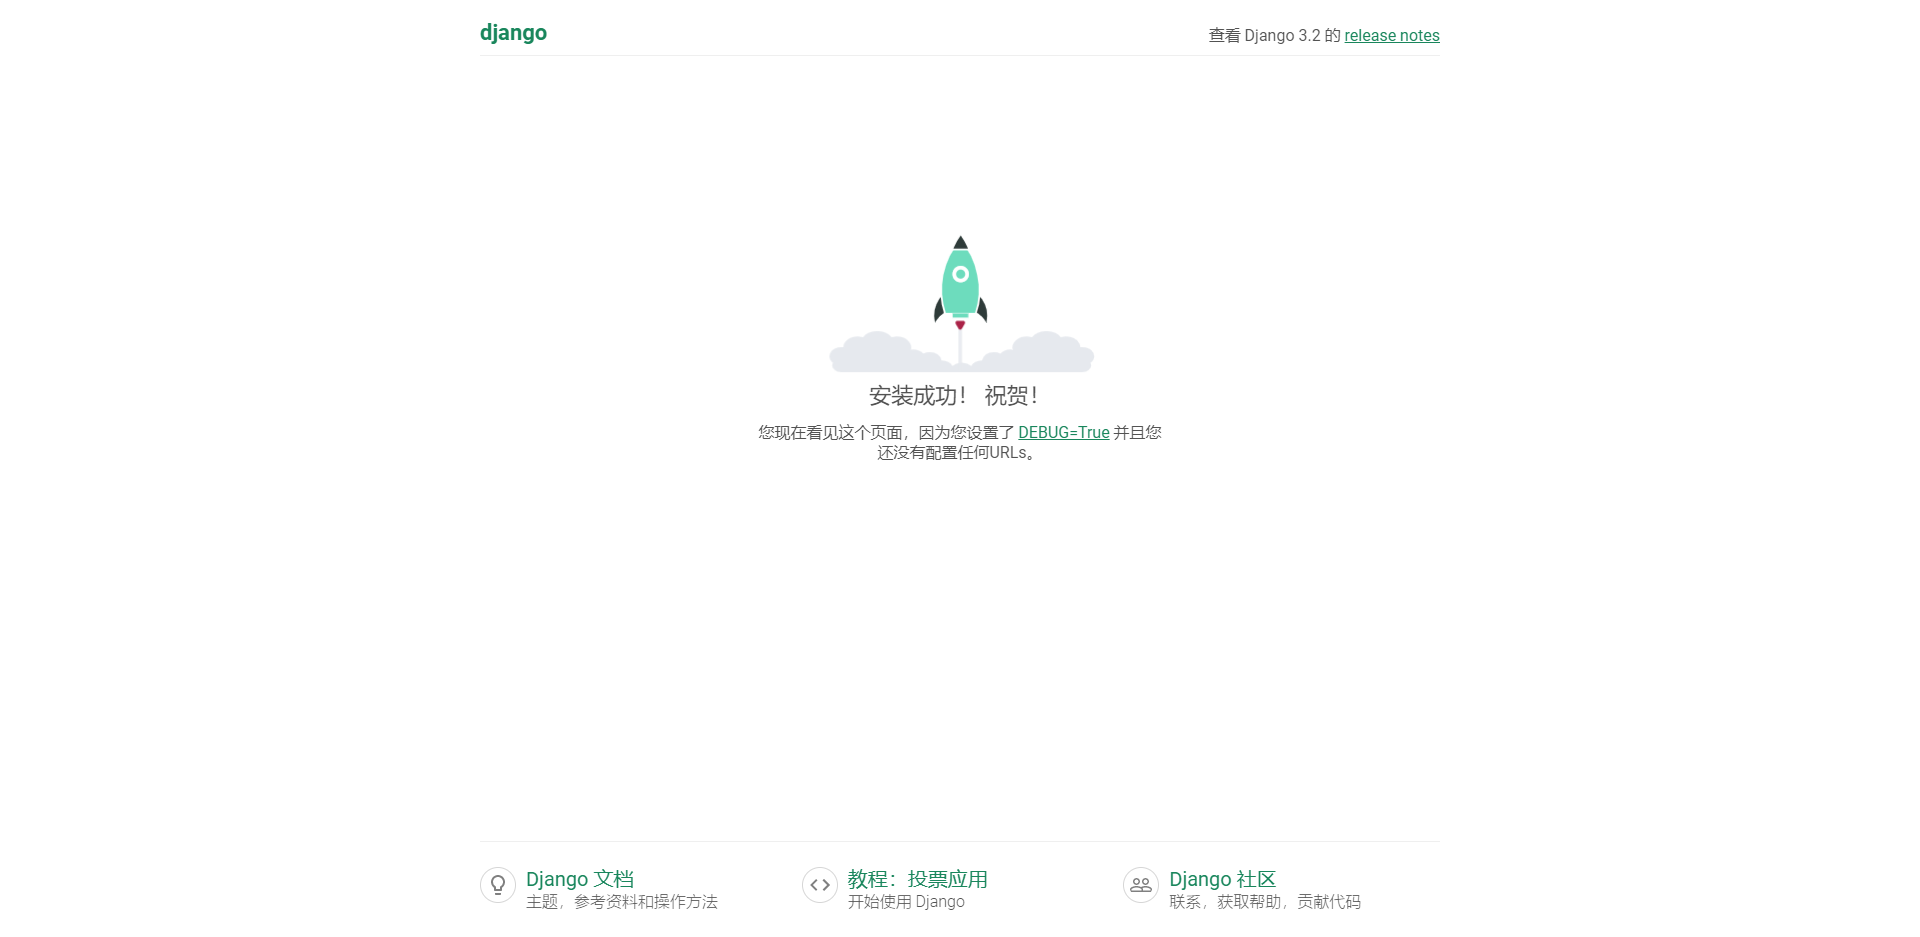 django
查看 Django 3.2 的 release notes
安装成功！ 祝贺！
您现在看见这个页面，因为您设置了 DEBUG=True 并且您
还没有配置任何URLs。
Django 文档
主题，参考资料和操作方法
教程：投票应用
开始使用 Django
Django 社区
联系，获取帮助，贡献代码